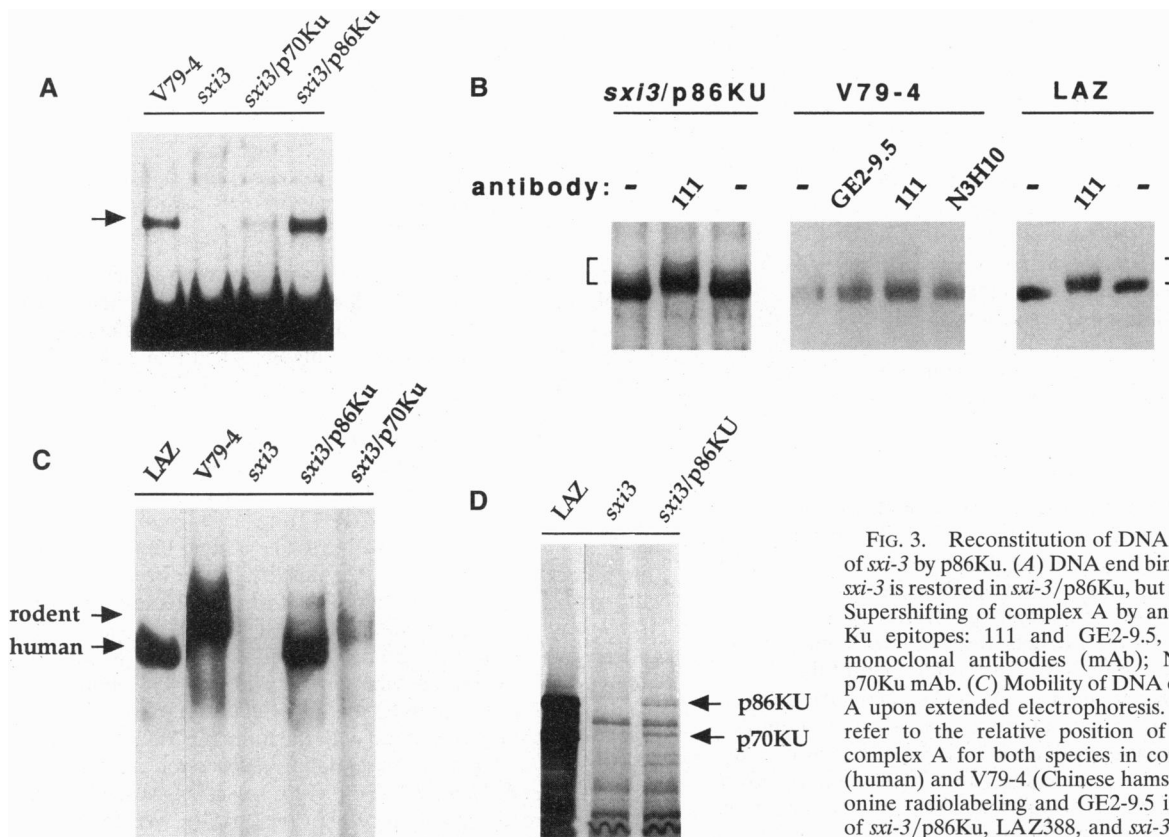 A
V79-4
sxi3
sxi3/p70Ku
sxi3/p86Ku
B
sxi3/p86KU
V79-4
LAZ
antibody: - 111 - - GE2-9.5 111 N3H10 - 111 -
C
LAZ
V79-4
sxi3
sxi3/p86Ku
sxi3/p70Ku
rodent
human
D
LAZ
sxi3
sxi3/p86KU
p86KU
p70KU
FIG. 3. Reconstitution of DNA
of sxi-3 by p86Ku. (A) DNA end bin
sxi-3 is restored in sxi-3/p86Ku, but
Supershifting of complex A by an
Ku epitopes: 111 and GE2-9.5,
monoclonal antibodies (mAb); N
p70Ku mAb. (C) Mobility of DNA
A upon extended electrophoresis.
refer to the relative position of
complex A for both species in co
(human) and V79-4 (Chinese hams
onine radiolabeling and GE2-9.5 i
of sxi-3/p86Ku, LAZ388, and sxi-3